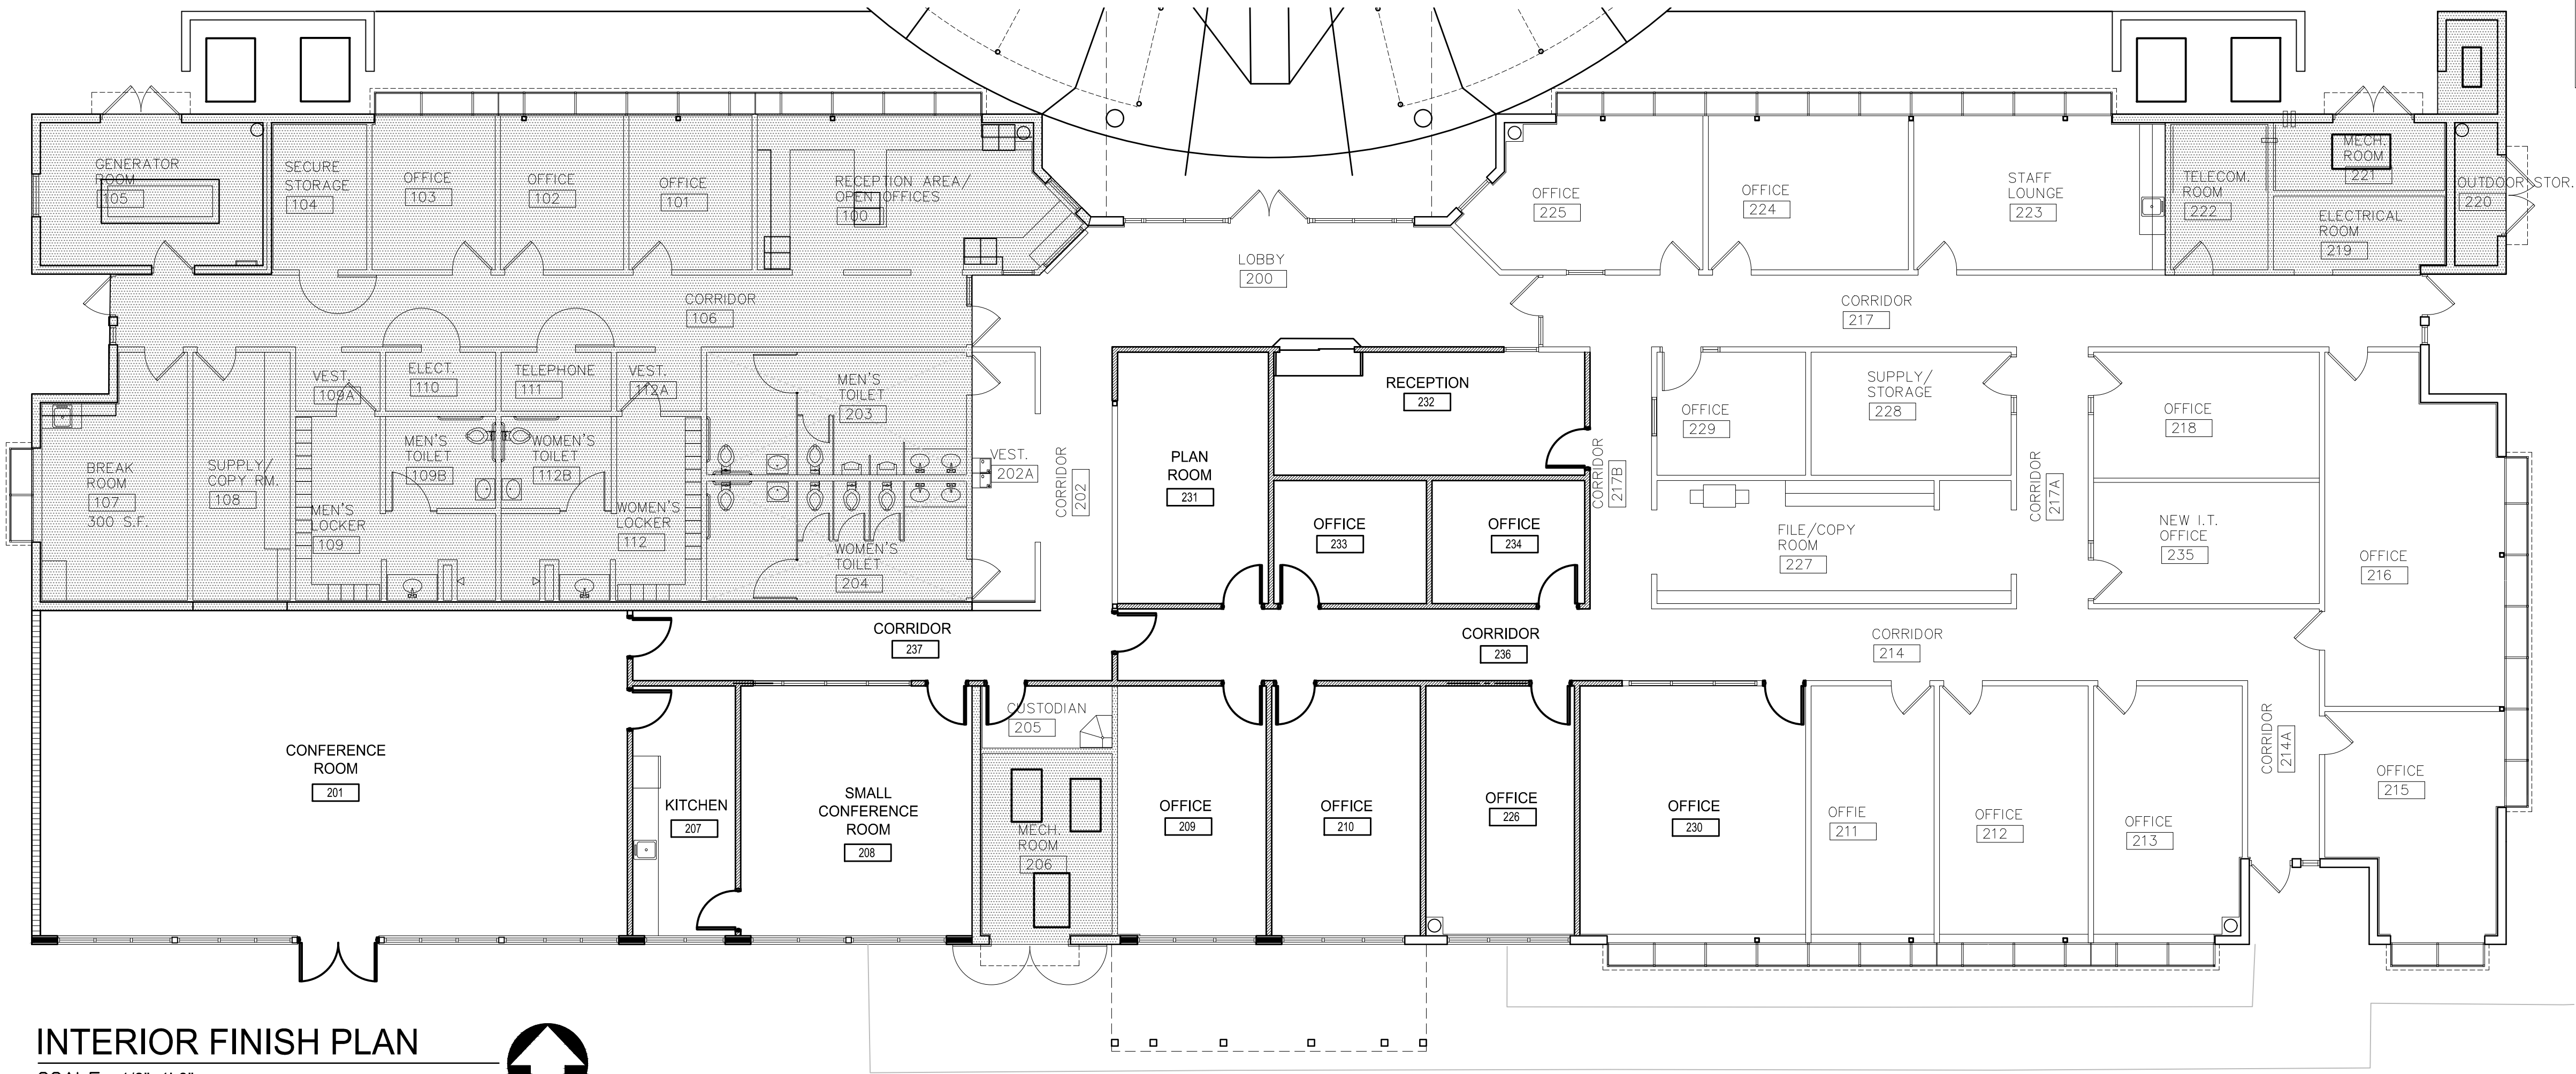 GENERATOR
ROOM
105
SECURE
STORAGE
104
OFFICE
103
OFFICE
102
OFFICE
101
RECEPTION AREA/
OPEN OFFICES
100
LOBBY
200
OFFICE
225
OFFICE
224
STAFF
LOUNGE
223
TELECOM.
ROOM
222
MECH.
ROOM
221
ELECTRICAL
ROOM
219
OUTDOOR STOR.
220
CORRIDOR
106
CORRIDOR
217
VEST.
109A
ELECT.
110
TELEPHONE
111
VEST.
112A
MEN'S
TOILET
203
BREAK
ROOM
107
300 S.F.
SUPPLY/
COPY RM.
108
MEN'S
TOILET
109B
WOMEN'S
TOILET
112B
MEN'S
LOCKER
109
WOMEN'S
LOCKER
112
WOMEN'S
TOILET
204
VEST.
202A
CORRIDOR
202
PLAN
ROOM
231
RECEPTION
232
OFFICE
233
OFFICE
234
CORRIDOR
217B
OFFICE
229
SUPPLY/
STORAGE
228
FILE/COPY
ROOM
227
CORRIDOR
217A
OFFICE
218
NEW I.T.
OFFICE
235
OFFICE
216
CORRIDOR
237
CORRIDOR
236
CORRIDOR
214
CONFERENCE
ROOM
201
KITCHEN
207
SMALL
CONFERENCE
ROOM
208
CUSTODIAN
205
MECH.
ROOM
206
OFFICE
209
OFFICE
210
OFFICE
226
OFFICE
230
OFFIE
211
OFFICE
212
OFFICE
213
CORRIDOR
214A
OFFICE
215
INTERIOR FINISH PLAN